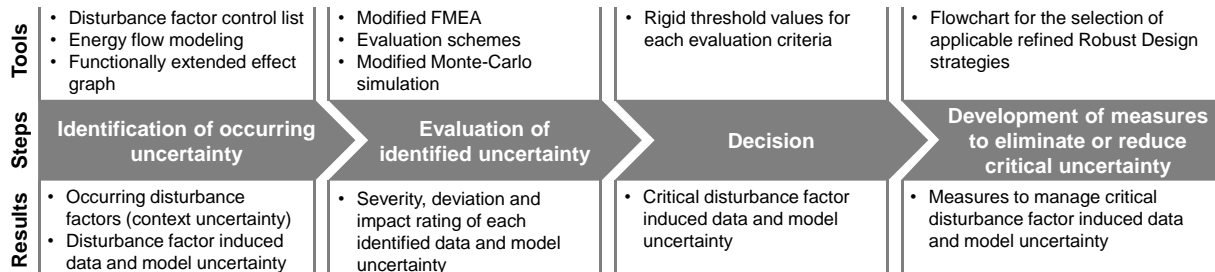 Tools
• Disturbance factor control list
• Energy flow modeling
• Functionally extended effect
graph
• Modified FMEA
• Evaluation schemes
• Modified Monte-Carlo
simulation
• Rigid threshold values for
each evaluation criteria
• Flowchart for the selection of
applicable refined Robust Design
strategies
Steps
Identification of occurring
uncertainty
Evaluation of
identified uncertainty
Decision
Development of measures
to eliminate or reduce
critical uncertainty
Results
• Occurring disturbance
factors (context uncertainty)
• Disturbance factor induced
data and model uncertainty
• Severity, deviation and
impact rating of each
identified data and model
uncertainty
• Critical disturbance factor
induced data and model
uncertainty
• Measures to manage critical
disturbance factor induced data
and model uncertainty